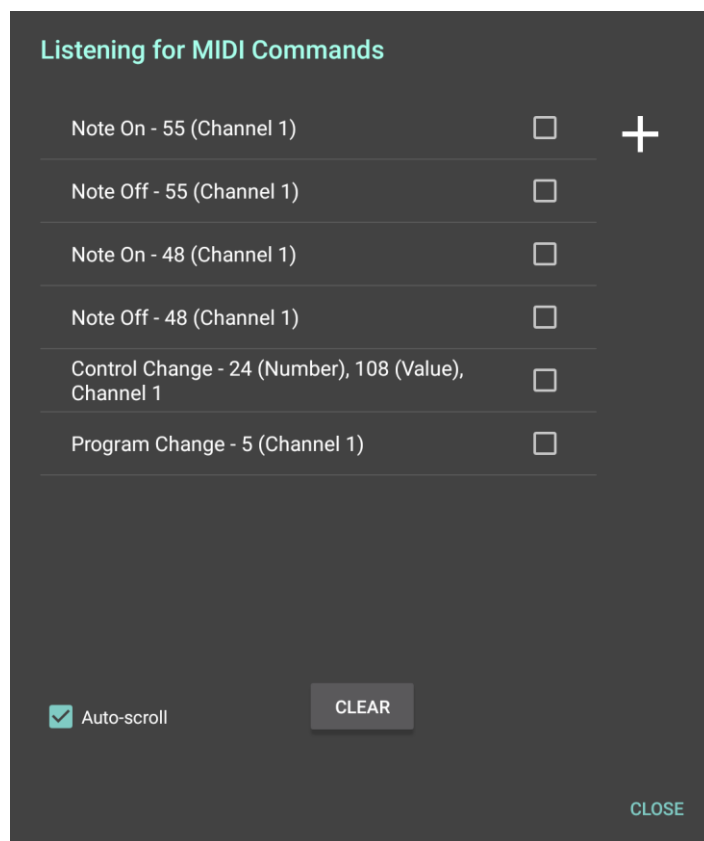 Listening for MIDI Commands
Note On - 55 (Channel 1)
Note Off - 55 (Channel 1)
Note On - 48 (Channel 1)
Note Off - 48 (Channel 1)
Control Change - 24 (Number), 108 (Value),
Channel 1
Program Change - 5 (Channel 1)
Auto-scroll
CLEAR
CLOSE